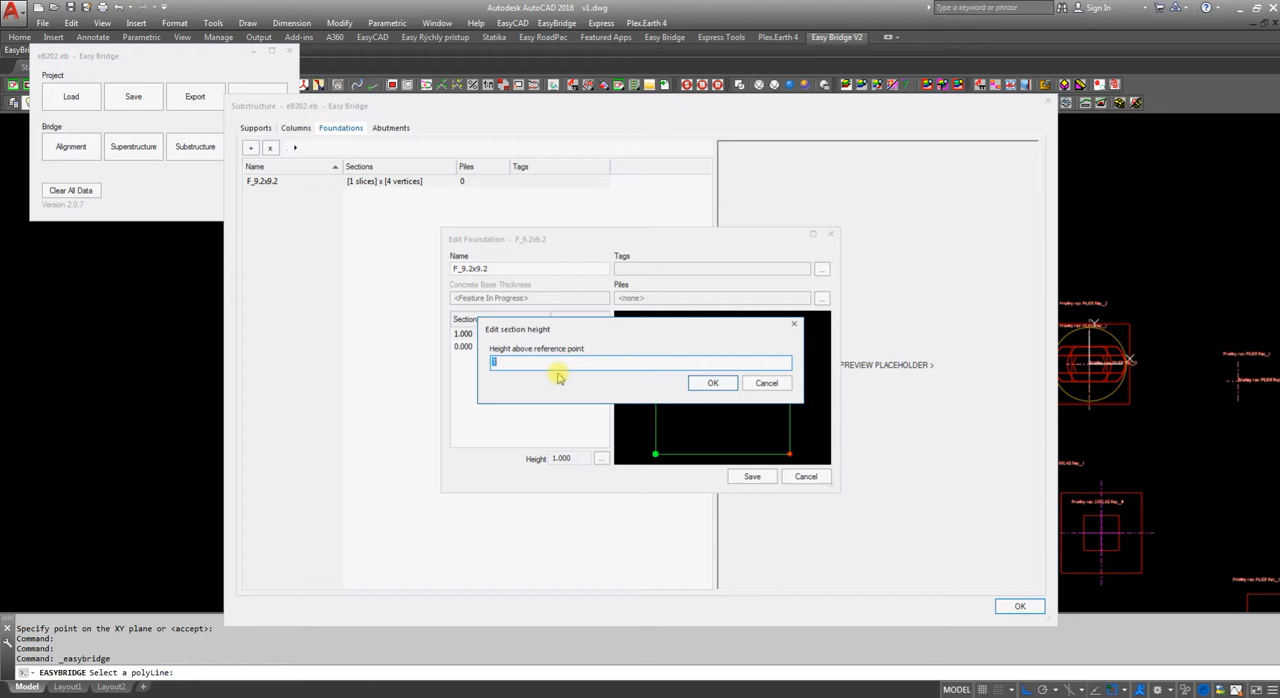 Autodesk AutoCAD 2018 v1.dwg
Type a keyword or phrase
Sign In
File Edit View Insert Format Tools Draw Dimension Modify Parametric Window Help EasyCAD EasyBridge Express Plex.Earth 4
Home Insert Annotate Parametric View Manage Output Add-ins A360 EasyCAD Easy Rýchly prístup Statika Easy RoadPac Featured Apps Easy Bridge Express Tools Plex.Earth 4 Easy Bridge V2
eB202.eb - Easy Bridge
Project
Load Save Export
Bridge
Alignment Superstructure Substructure
Clear All Data
Version 2.0.7
Substructure - eB202.eb - Easy Bridge
Supports Columns Foundations Abutments
+ x
Name Sections Piles Tags
F_9.2x9.2 [1 slices] x [4 vertices] 0
PREVIEW PLACEHOLDER >
OK
Edit Foundation - F_9.2x9.2
Name Tags
F_9.2x9.2 ...
Concrete Base Thickness Piles
<Feature In Progress> <none> ...
Section
1.000
0.000
Height 1.000 ...
Save Cancel
Edit section height
Height above reference point
1
OK Cancel
Specify point on the XY plane or <accept>:
Command:
Command:
Command: _easybridge
EASYBRIDGE Select a polyLine:
Model Layout1 Layout2 +
MODEL 1:1